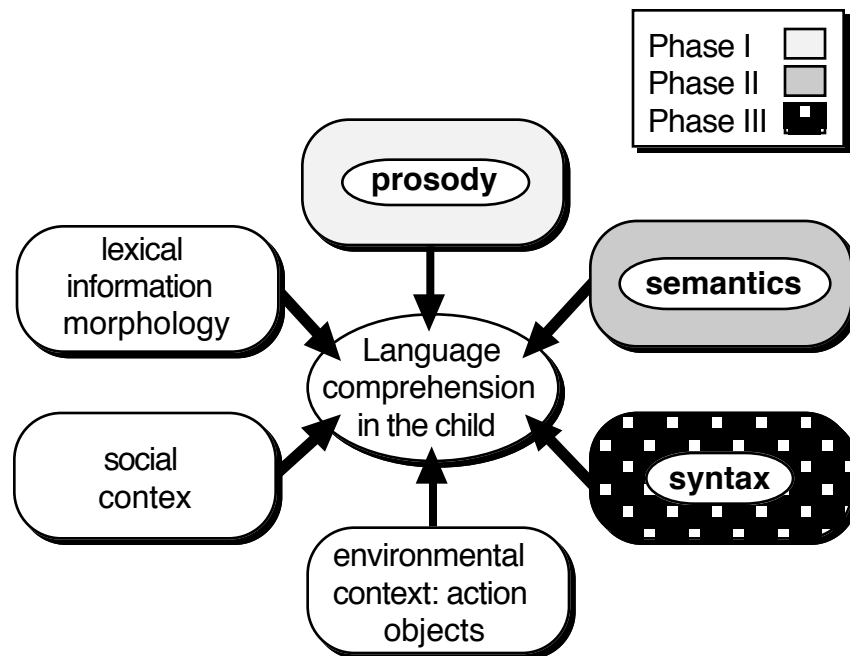 Phase I
Phase II
Phase III
prosody
lexical
information
morphology
semantics
Language
comprehension
in the child
social
contex
syntax
environmental
context: action
objects